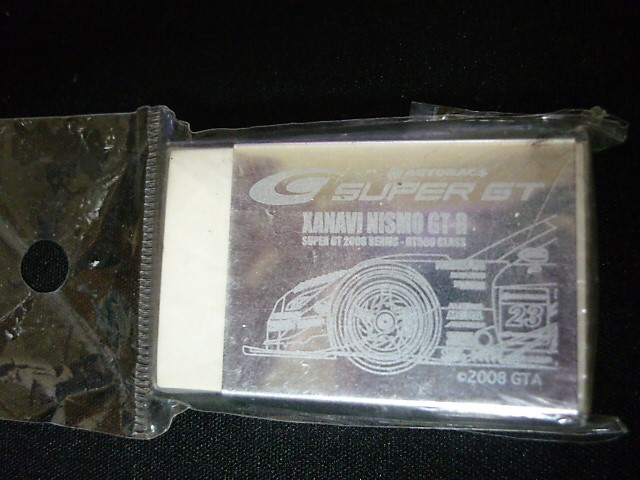 AUTOBACS
SUPER GT
XANAVI NISMO GT-R
SUPER GT 2008 SERIES - GT500 CLASS
23
©2008 GTA